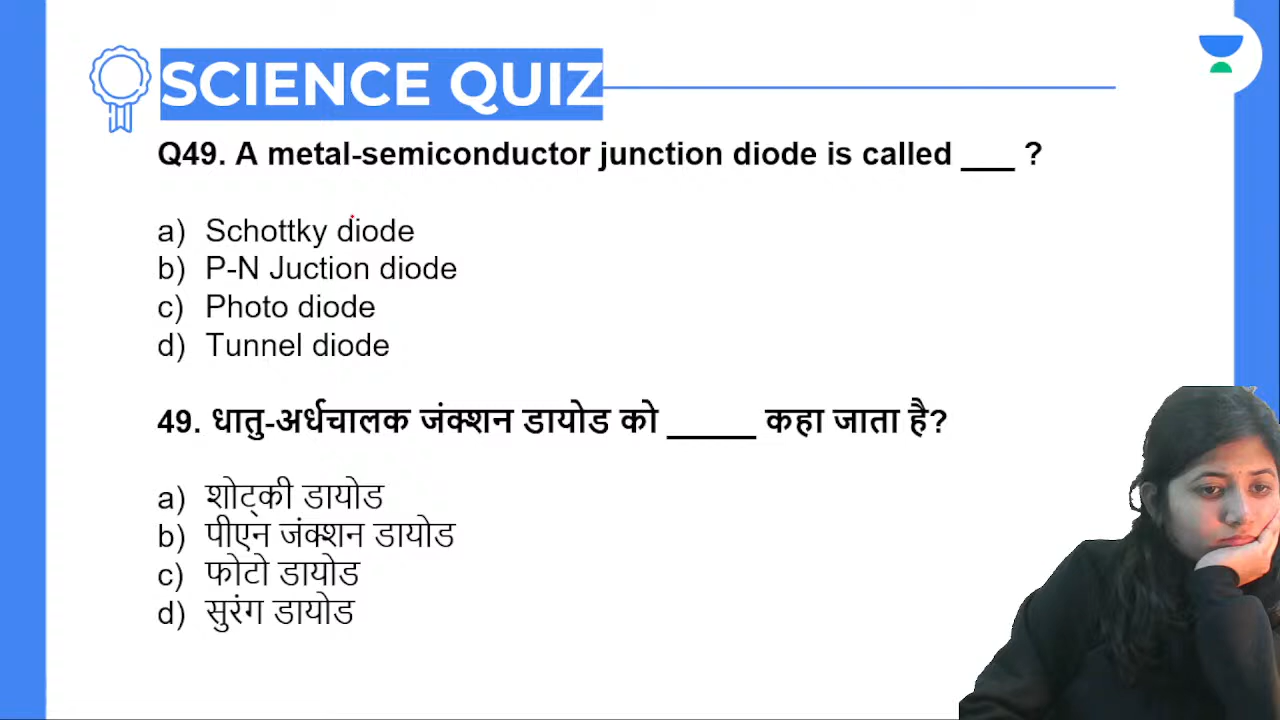 SCIENCE QUIZ
Q49. A metal-semiconductor junction diode is called ___ ?
a) Schottky diode
b) P-N Juction diode
c) Photo diode
d) Tunnel diode
49. धातु-अर्धचालक जंक्शन डायोड को _____ कहा जाता है?
a) शोट्की डायोड
b) पीएन जंक्शन डायोड
c) फोटो डायोड
d) सुरंग डायोड